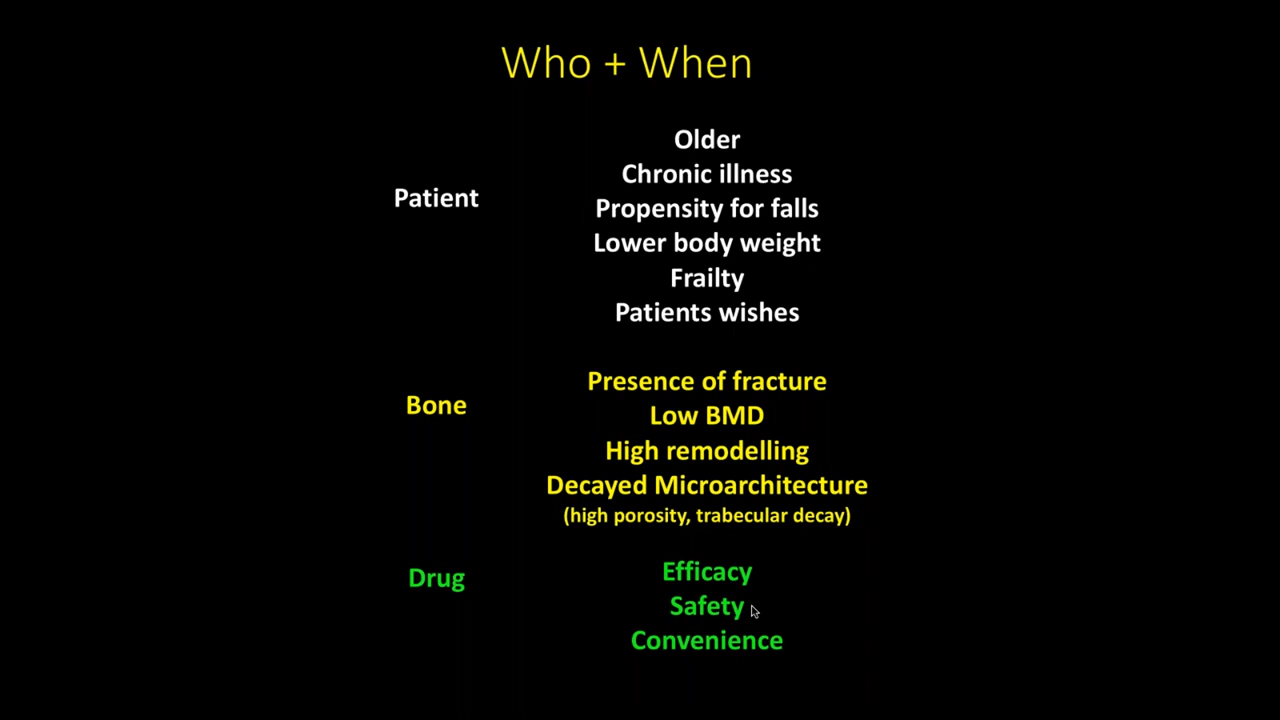 Who + When
Patient
Older
Chronic illness
Propensity for falls
Lower body weight
Frailty
Patients wishes
Bone
Presence of fracture
Low BMD
High remodelling
Decayed Microarchitecture
(high porosity, trabecular decay)
Drug
Efficacy
Safety
Convenience